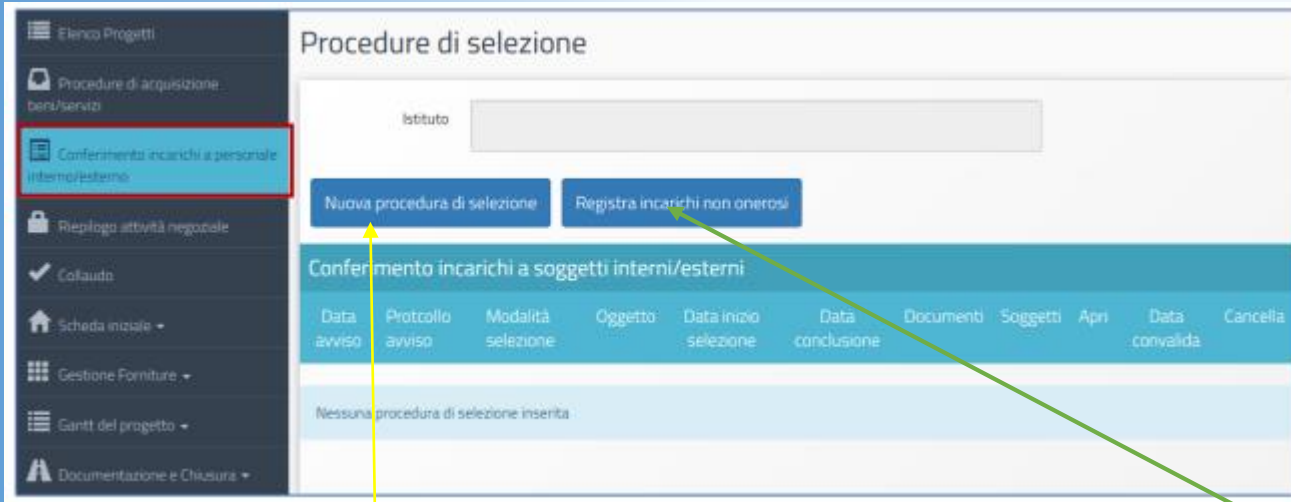 Elenco Progetti
Procedure di acquisizione
beni/servizi
Conferimento incarichi a personale
interno/esterno
Riepilogo attività negoziale
Collaudo
Scheda iniziale
Gestione Forniture
Gantt del progetto
Documentazione e Chiusura
Procedure di selezione
Istituto
Nuova procedura di selezione
Registra incarichi non onerosi
Conferimento incarichi a soggetti interni/esterni
Data avviso
Protcollo avviso
Modalità selezione
Oggetto
Data inizio selezione
Data conclusione
Documenti
Soggetti
Apri
Data convalida
Cancella
Nessuna procedura di selezione inserita